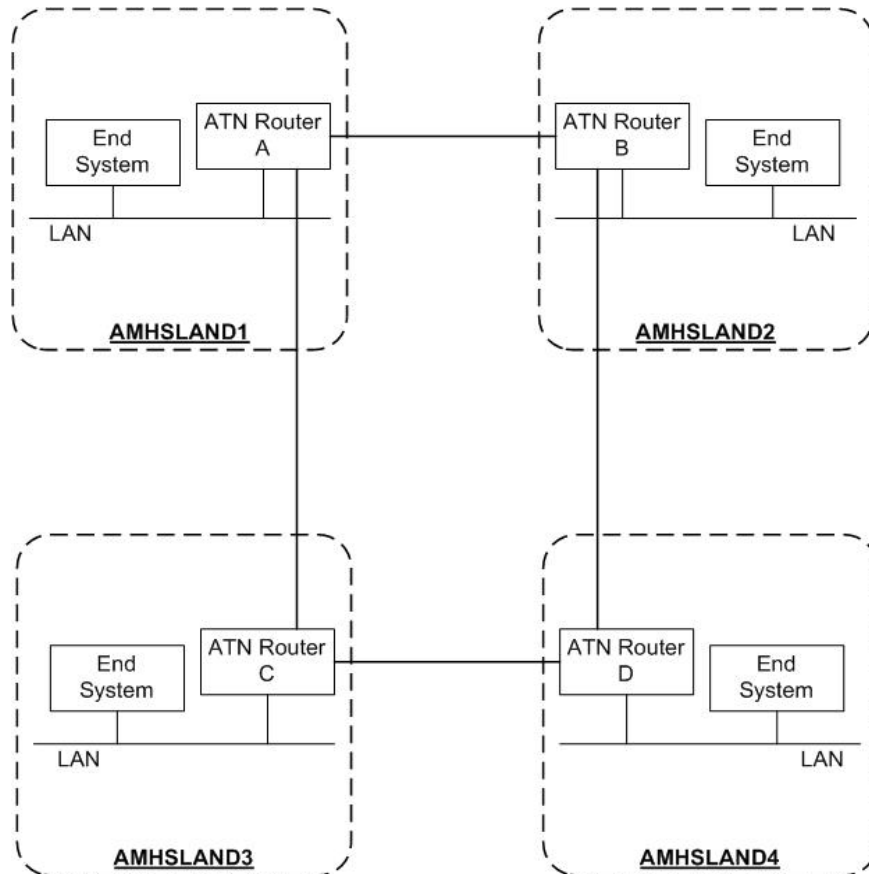 End
System
ATN Router
A
LAN
AMHSLAND1
ATN Router
B
End
System
LAN
AMHSLAND2
End
System
ATN Router
C
LAN
AMHSLAND3
ATN Router
D
End
System
LAN
AMHSLAND4